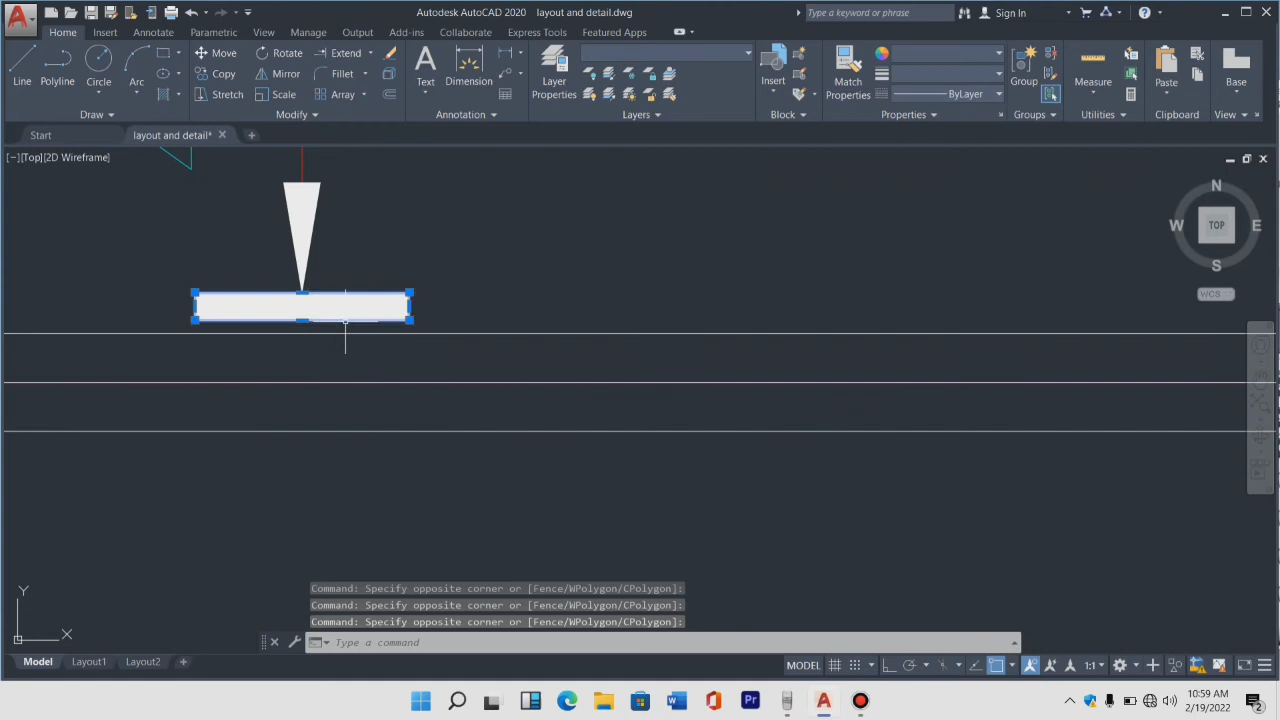 Autodesk AutoCAD 2020 layout and detail.dwg
Type a keyword or phrase
Sign In
Home Insert Annotate Parametric View Manage Output Add-ins Collaborate Express Tools Featured Apps
Line Polyline Circle Arc
Move Rotate Extend
Copy Mirror Fillet
Stretch Scale Array
Text Dimension
Layer Properties
Insert
Match Properties
ByLayer
Group
Measure
Paste
Base
Draw Modify Annotation Layers Block Properties Groups Utilities Clipboard View
Start layout and detail*
[−][Top][2D Wireframe]
N
W TOP E
S
WCS
Y
X
Command: Specify opposite corner or [Fence/WPolygon/CPolygon]:
Command: Specify opposite corner or [Fence/WPolygon/CPolygon]:
Command: Specify opposite corner or [Fence/WPolygon/CPolygon]:
Type a command
Model Layout1 Layout2
MODEL 1:1
W Pr A
10:59 AM
2/19/2022
2